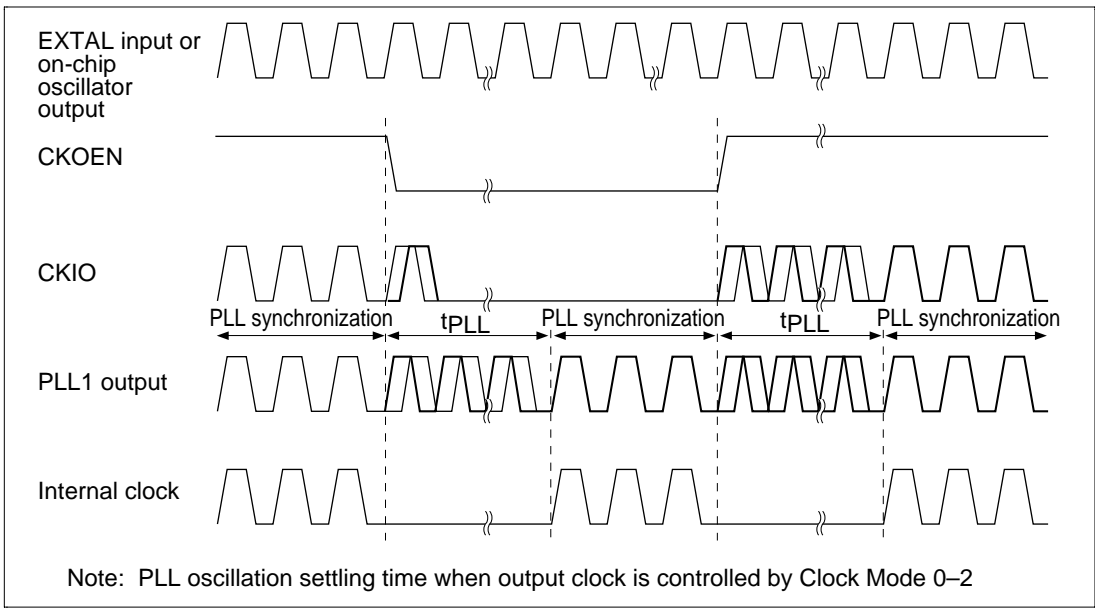 EXTAL input or
on-chip
oscillator
output
CKOEN
CKIO
PLL synchronization tPLL PLL synchronization tPLL PLL synchronization
PLL1 output
Internal clock
Note: PLL oscillation settling time when output clock is controlled by Clock Mode 0–2